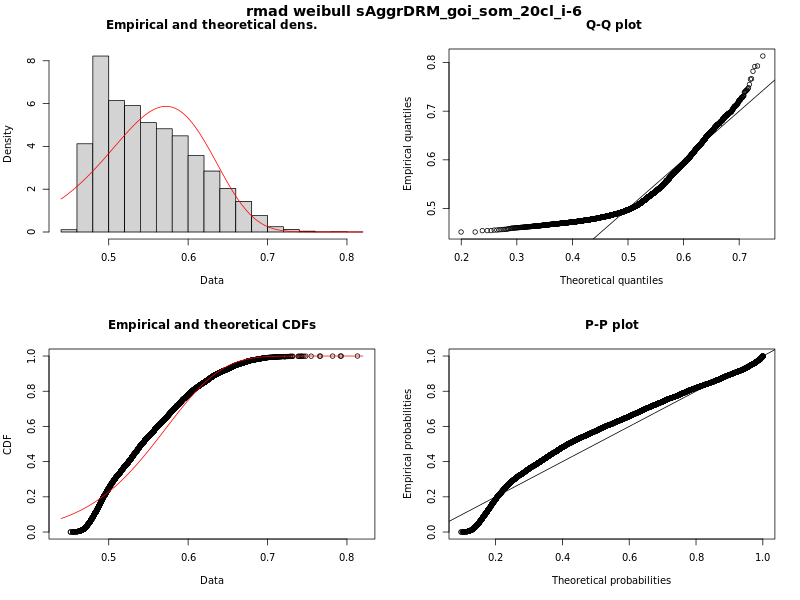 rmad weibull sAggrDRM_goi_som_20cl_i-6
Empirical and theoretical dens.
Density
0 2 4 6 8
0.5 0.6 0.7 0.8
Data
Q-Q plot
Empirical quantiles
0.5 0.6 0.7 0.8
0.2 0.3 0.4 0.5 0.6 0.7
Theoretical quantiles
Empirical and theoretical CDFs
CDF
0.0 0.2 0.4 0.6 0.8 1.0
0.5 0.6 0.7 0.8
Data
P-P plot
Empirical probabilities
0.0 0.2 0.4 0.6 0.8 1.0
0.2 0.4 0.6 0.8 1.0
Theoretical probabilities